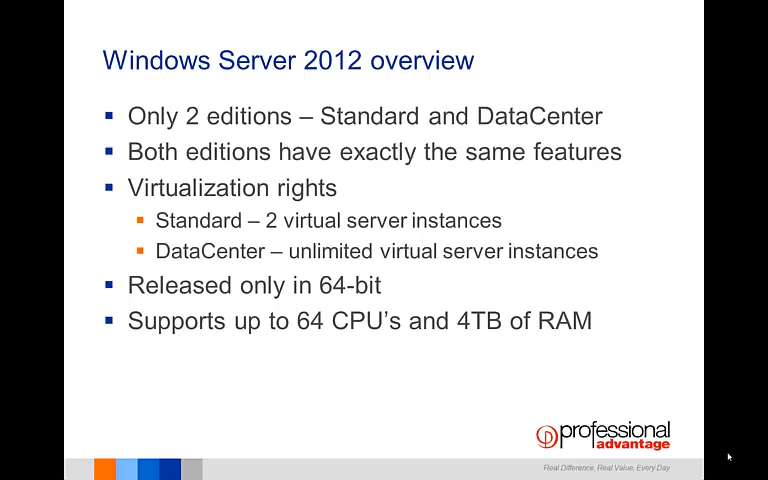 Windows Server 2012 overview
Only 2 editions – Standard and DataCenter
Both editions have exactly the same features
Virtualization rights
Standard – 2 virtual server instances
DataCenter – unlimited virtual server instances
Released only in 64-bit
Supports up to 64 CPU's and 4TB of RAM
professional
advantage
Real Difference, Real Value, Every Day